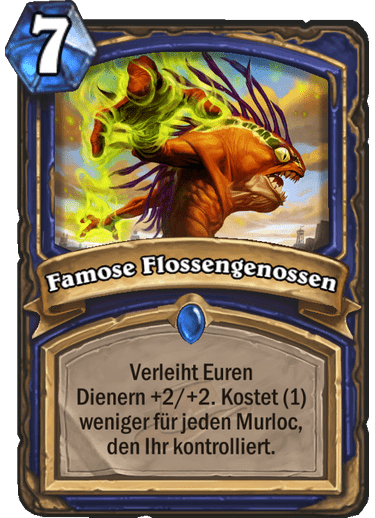 7
Famose Flossengenossen
Verleiht Euren
Dienern +2/+2. Kostet (1)
weniger für jeden Murloc,
den Ihr kontrolliert.